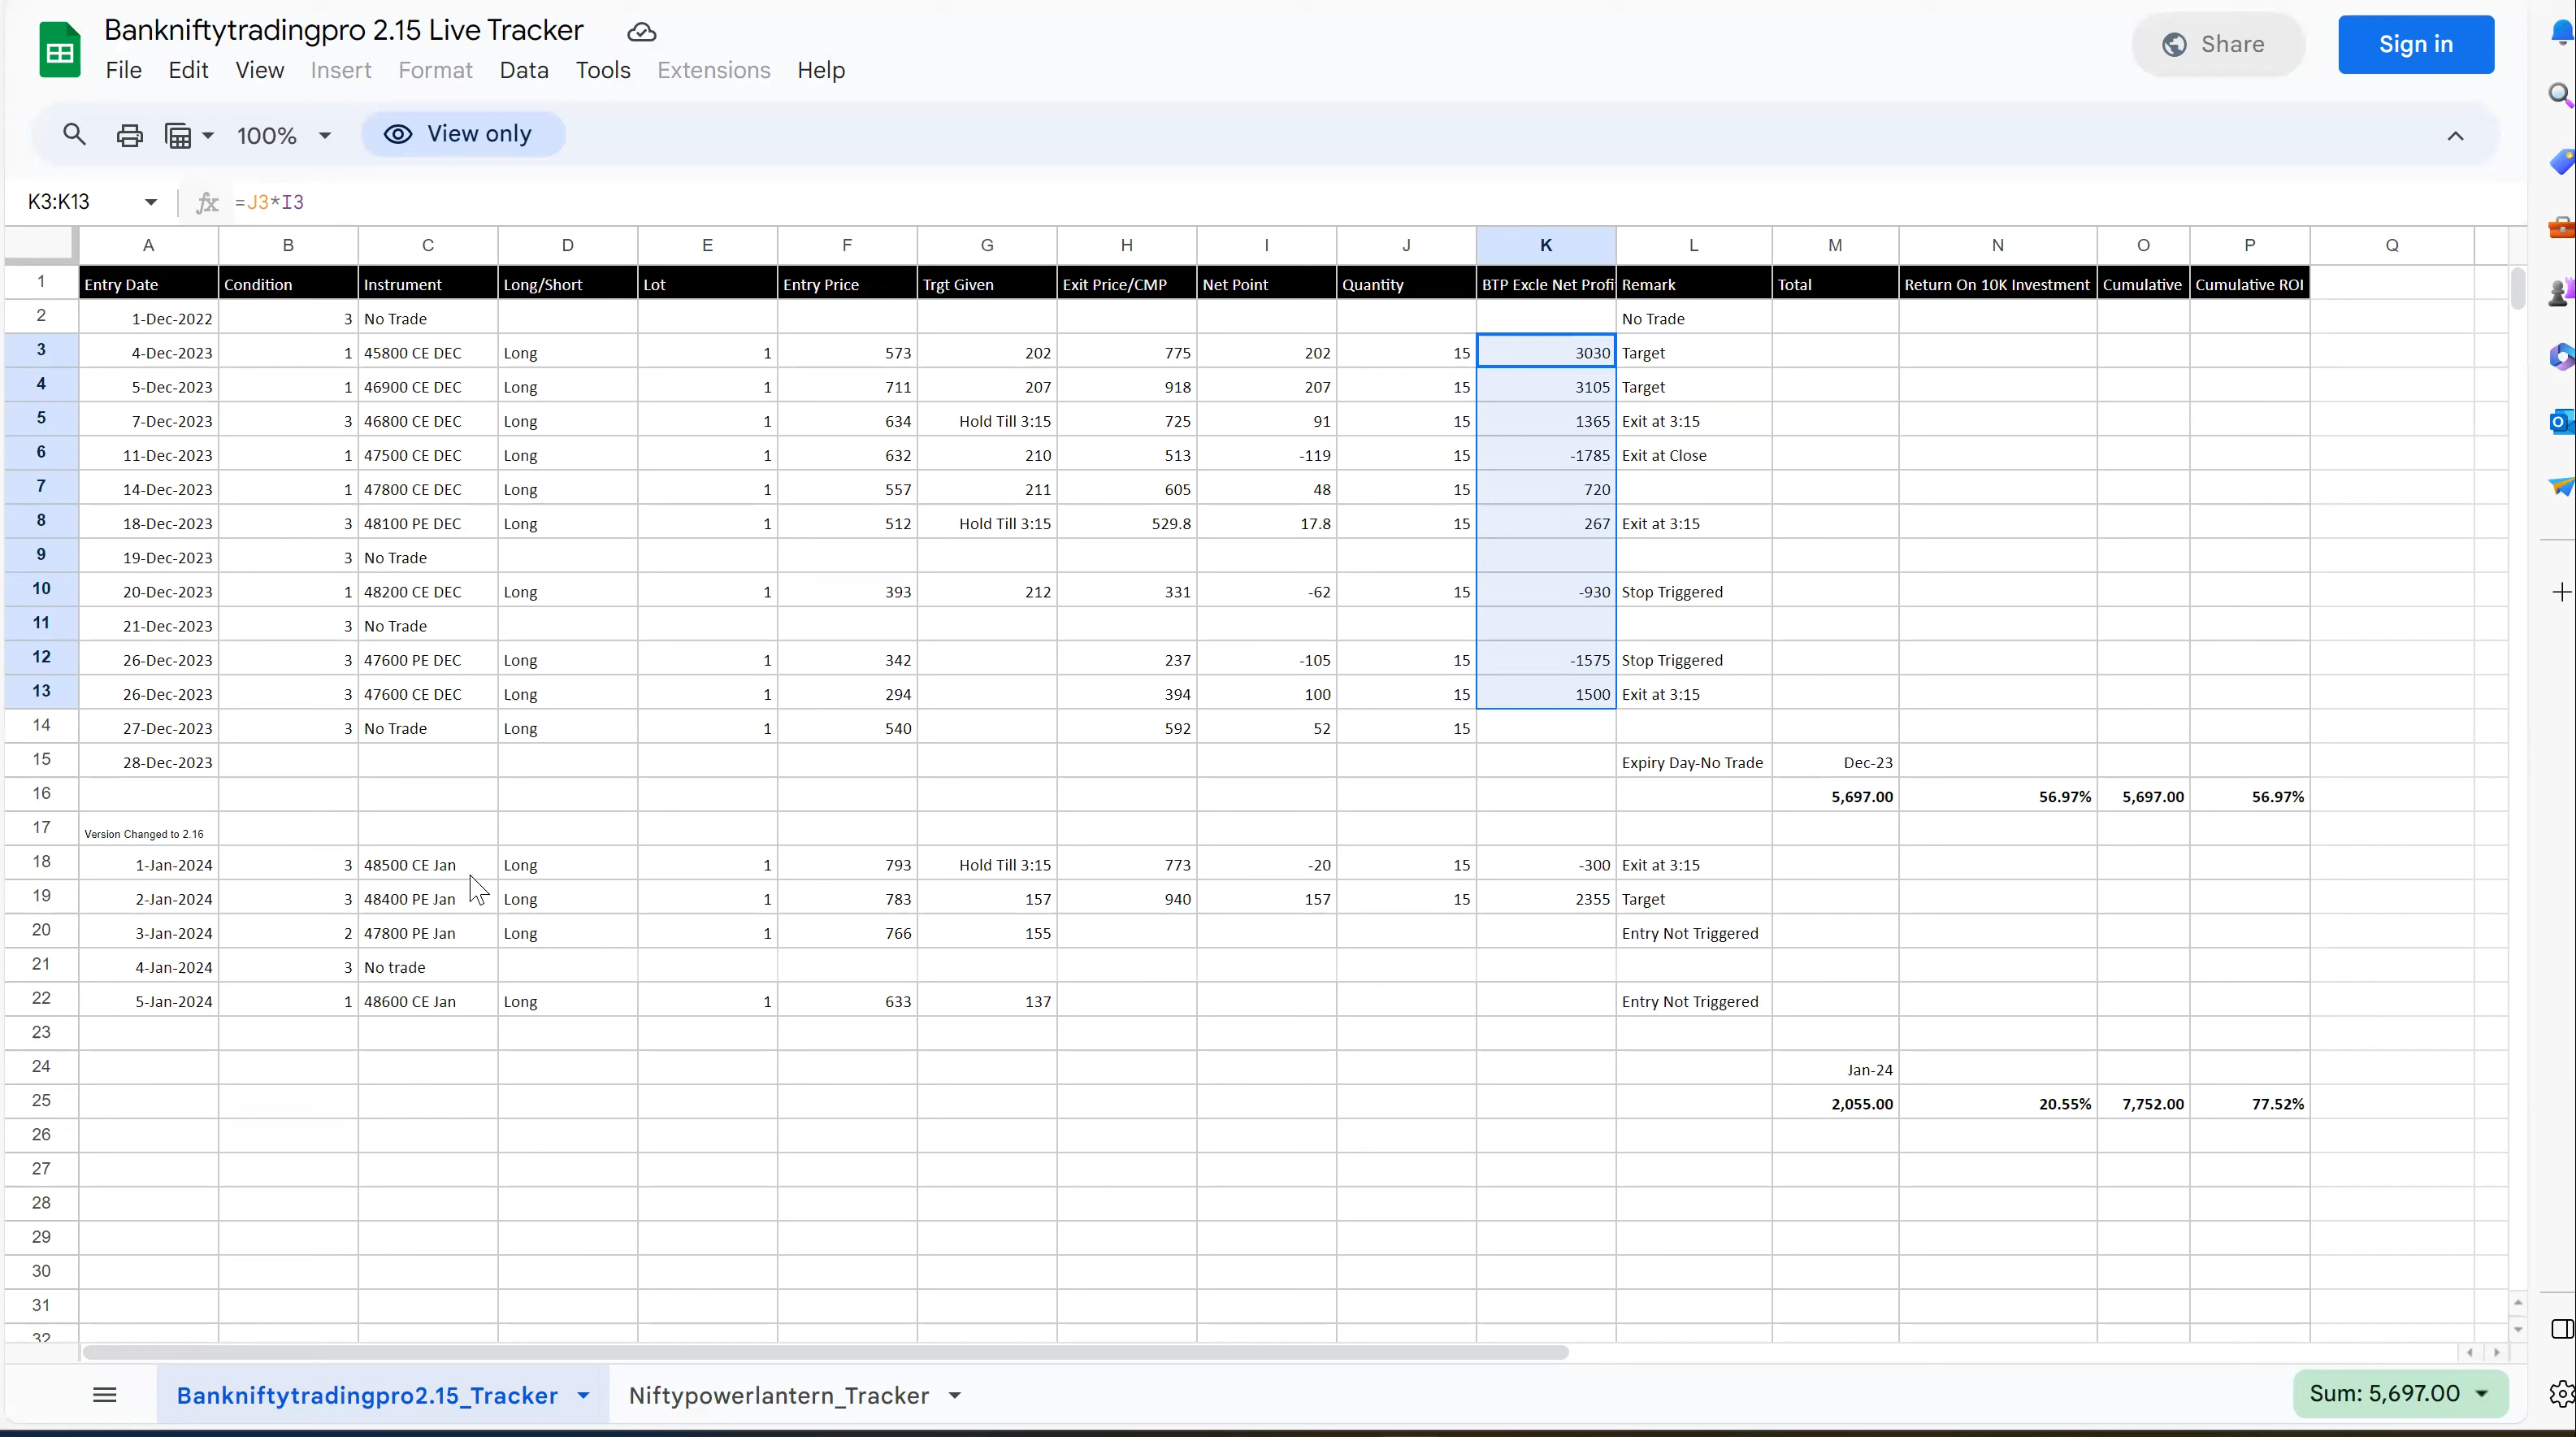 Bankniftytradingpro 2.15 Live Tracker
Share
Sign in
File Edit View Insert Format Data Tools Extensions Help
100% View only
K3:K13 fx =J3*I3
A B C D E F G H I J K L M N O P Q
1 Entry Date Condition Instrument Long/Short Lot Entry Price Trgt Given Exit Price/CMP Net Point Quantity BTP Excle Net Profi Remark Total Return On 10K Investment Cumulative Cumulative ROI
2 1-Dec-2022 3 No Trade No Trade
3 4-Dec-2023 1 45800 CE DEC Long 1 573 202 775 202 15 3030 Target
4 5-Dec-2023 1 46900 CE DEC Long 1 711 207 918 207 15 3105 Target
5 7-Dec-2023 3 46800 CE DEC Long 1 634 Hold Till 3:15 725 91 15 1365 Exit at 3:15
6 11-Dec-2023 1 47500 CE DEC Long 1 632 210 513 -119 15 -1785 Exit at Close
7 14-Dec-2023 1 47800 CE DEC Long 1 557 211 605 48 15 720
8 18-Dec-2023 3 48100 PE DEC Long 1 512 Hold Till 3:15 529.8 17.8 15 267 Exit at 3:15
9 19-Dec-2023 3 No Trade
10 20-Dec-2023 1 48200 CE DEC Long 1 393 212 331 -62 15 -930 Stop Triggered
11 21-Dec-2023 3 No Trade
12 26-Dec-2023 3 47600 PE DEC Long 1 342 237 -105 15 -1575 Stop Triggered
13 26-Dec-2023 3 47600 CE DEC Long 1 294 394 100 15 1500 Exit at 3:15
14 27-Dec-2023 3 No Trade Long 1 540 592 52 15
15 28-Dec-2023 Expiry Day-No Trade Dec-23
16 5,697.00 56.97% 5,697.00 56.97%
17 Version Changed to 2.16
18 1-Jan-2024 3 48500 CE Jan Long 1 793 Hold Till 3:15 773 -20 15 -300 Exit at 3:15
19 2-Jan-2024 3 48400 PE Jan Long 1 783 157 940 157 15 2355 Target
20 3-Jan-2024 2 47800 PE Jan Long 1 766 155 Entry Not Triggered
21 4-Jan-2024 3 No trade
22 5-Jan-2024 1 48600 CE Jan Long 1 633 137 Entry Not Triggered
23
24 Jan-24
25 2,055.00 20.55% 7,752.00 77.52%
26
27
28
29
30
31
32
Bankniftytradingpro2.15_Tracker Niftypowerlantern_Tracker Sum: 5,697.00